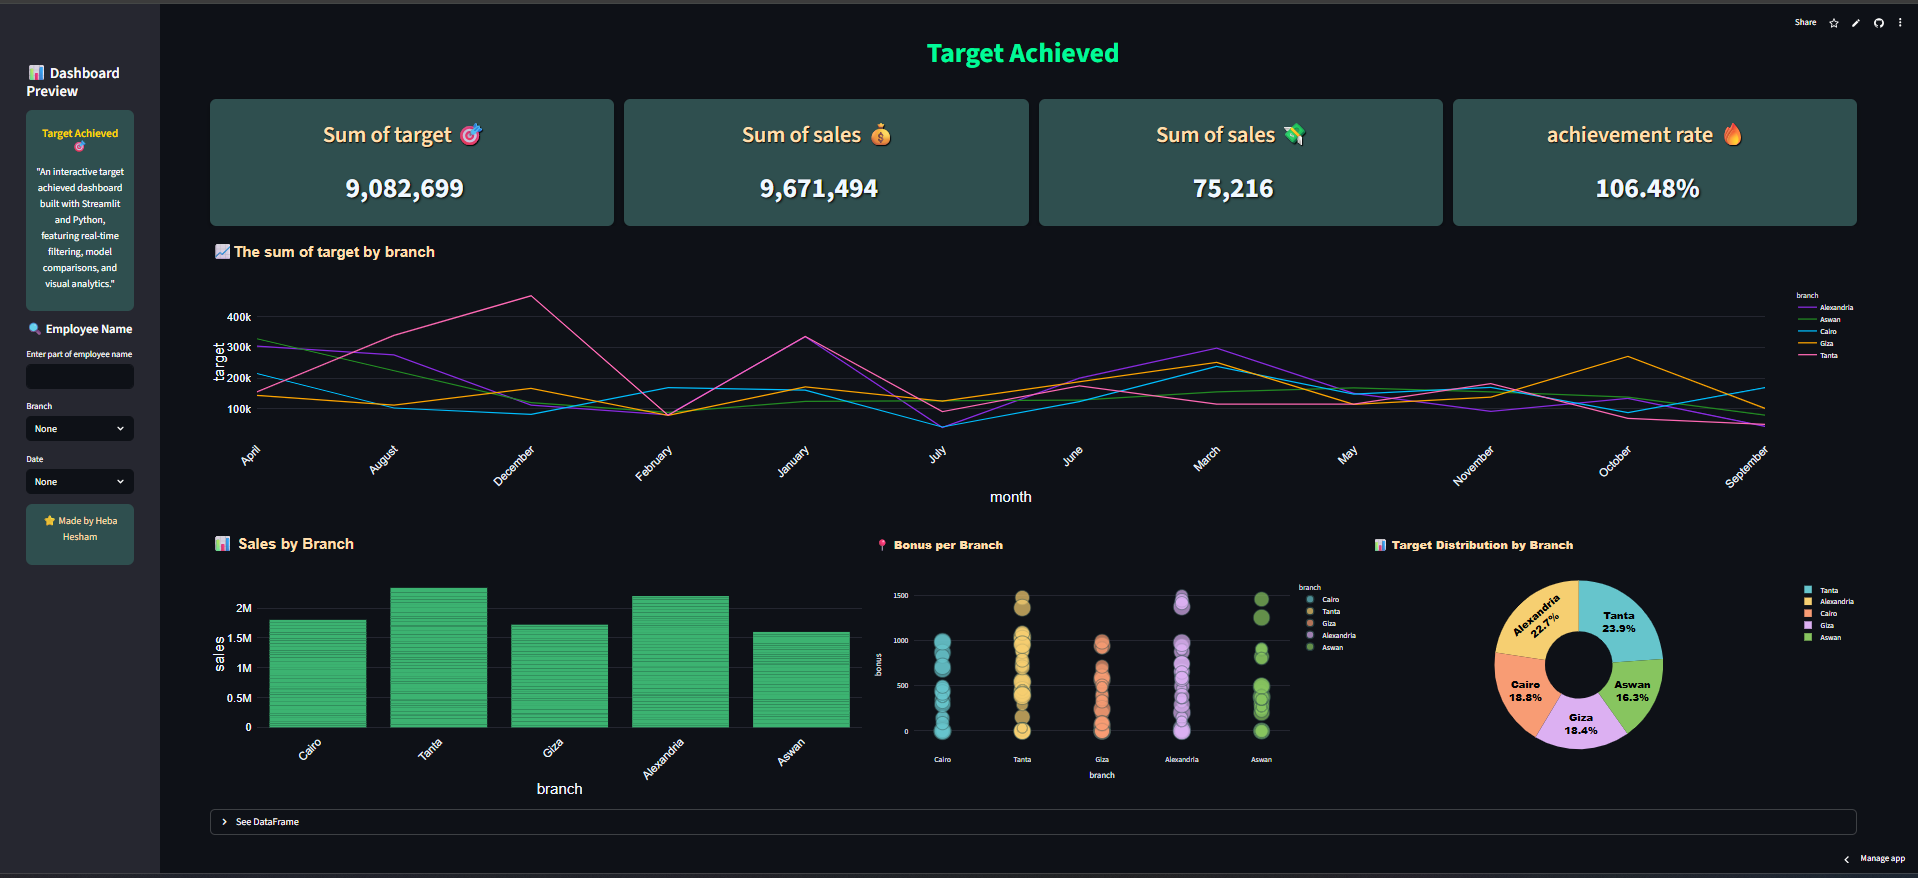 Share
📊 Dashboard
Preview
Target Achieved
🎯
"An interactive target
achieved dashboard
built with Streamlit
and Python,
featuring real-time
filtering, model
comparisons, and
visual analytics."
🔍 Employee Name
Enter part of employee name
Branch
None
Date
None
⭐ Made by Heba
Hesham
Target Achieved
Sum of target 🎯
9,082,699
Sum of sales 💰
9,671,494
Sum of sales 💸
75,216
achievement rate 🔥
106.48%
📈 The sum of target by branch
400k
300k
200k
100k
target
April
August
December
February
January
July
June
March
May
November
October
September
month
branch
Alexandria
Aswan
Cairo
Giza
Tanta
📊 Sales by Branch
2M
1.5M
1M
0.5M
0
sales
Cairo
Tanta
Giza
Alexandria
Aswan
branch
📍 Bonus per Branch
1500
1000
500
0
bonus
Cairo
Tanta
Giza
Alexandria
Aswan
branch
branch
Cairo
Tanta
Giza
Alexandria
Aswan
📊 Target Distribution by Branch
Tanta
23.9%
Aswan
16.3%
Giza
18.4%
Cairo
18.8%
Alexandria
22.7%
Tanta
Alexandria
Cairo
Giza
Aswan
See DataFrame
Manage app